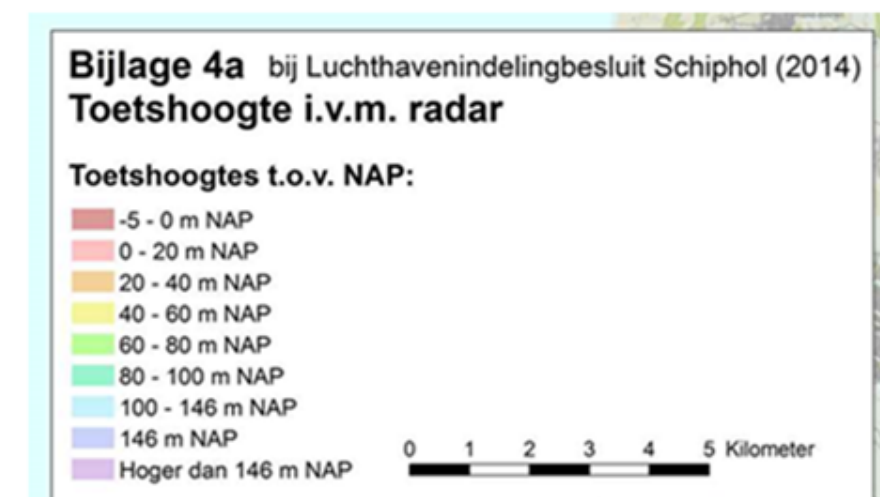 Bijlage 4a bij Luchthavenindelingbesluit Schiphol (2014)
Toetshoogte i.v.m. radar
Toetshoogtes t.o.v. NAP:
-5 - 0 m NAP
0 - 20 m NAP
20 - 40 m NAP
40 - 60 m NAP
60 - 80 m NAP
80 - 100 m NAP
100 - 146 m NAP
146 m NAP
Hoger dan 146 m NAP
0 1 2 3 4 5 Kilometer